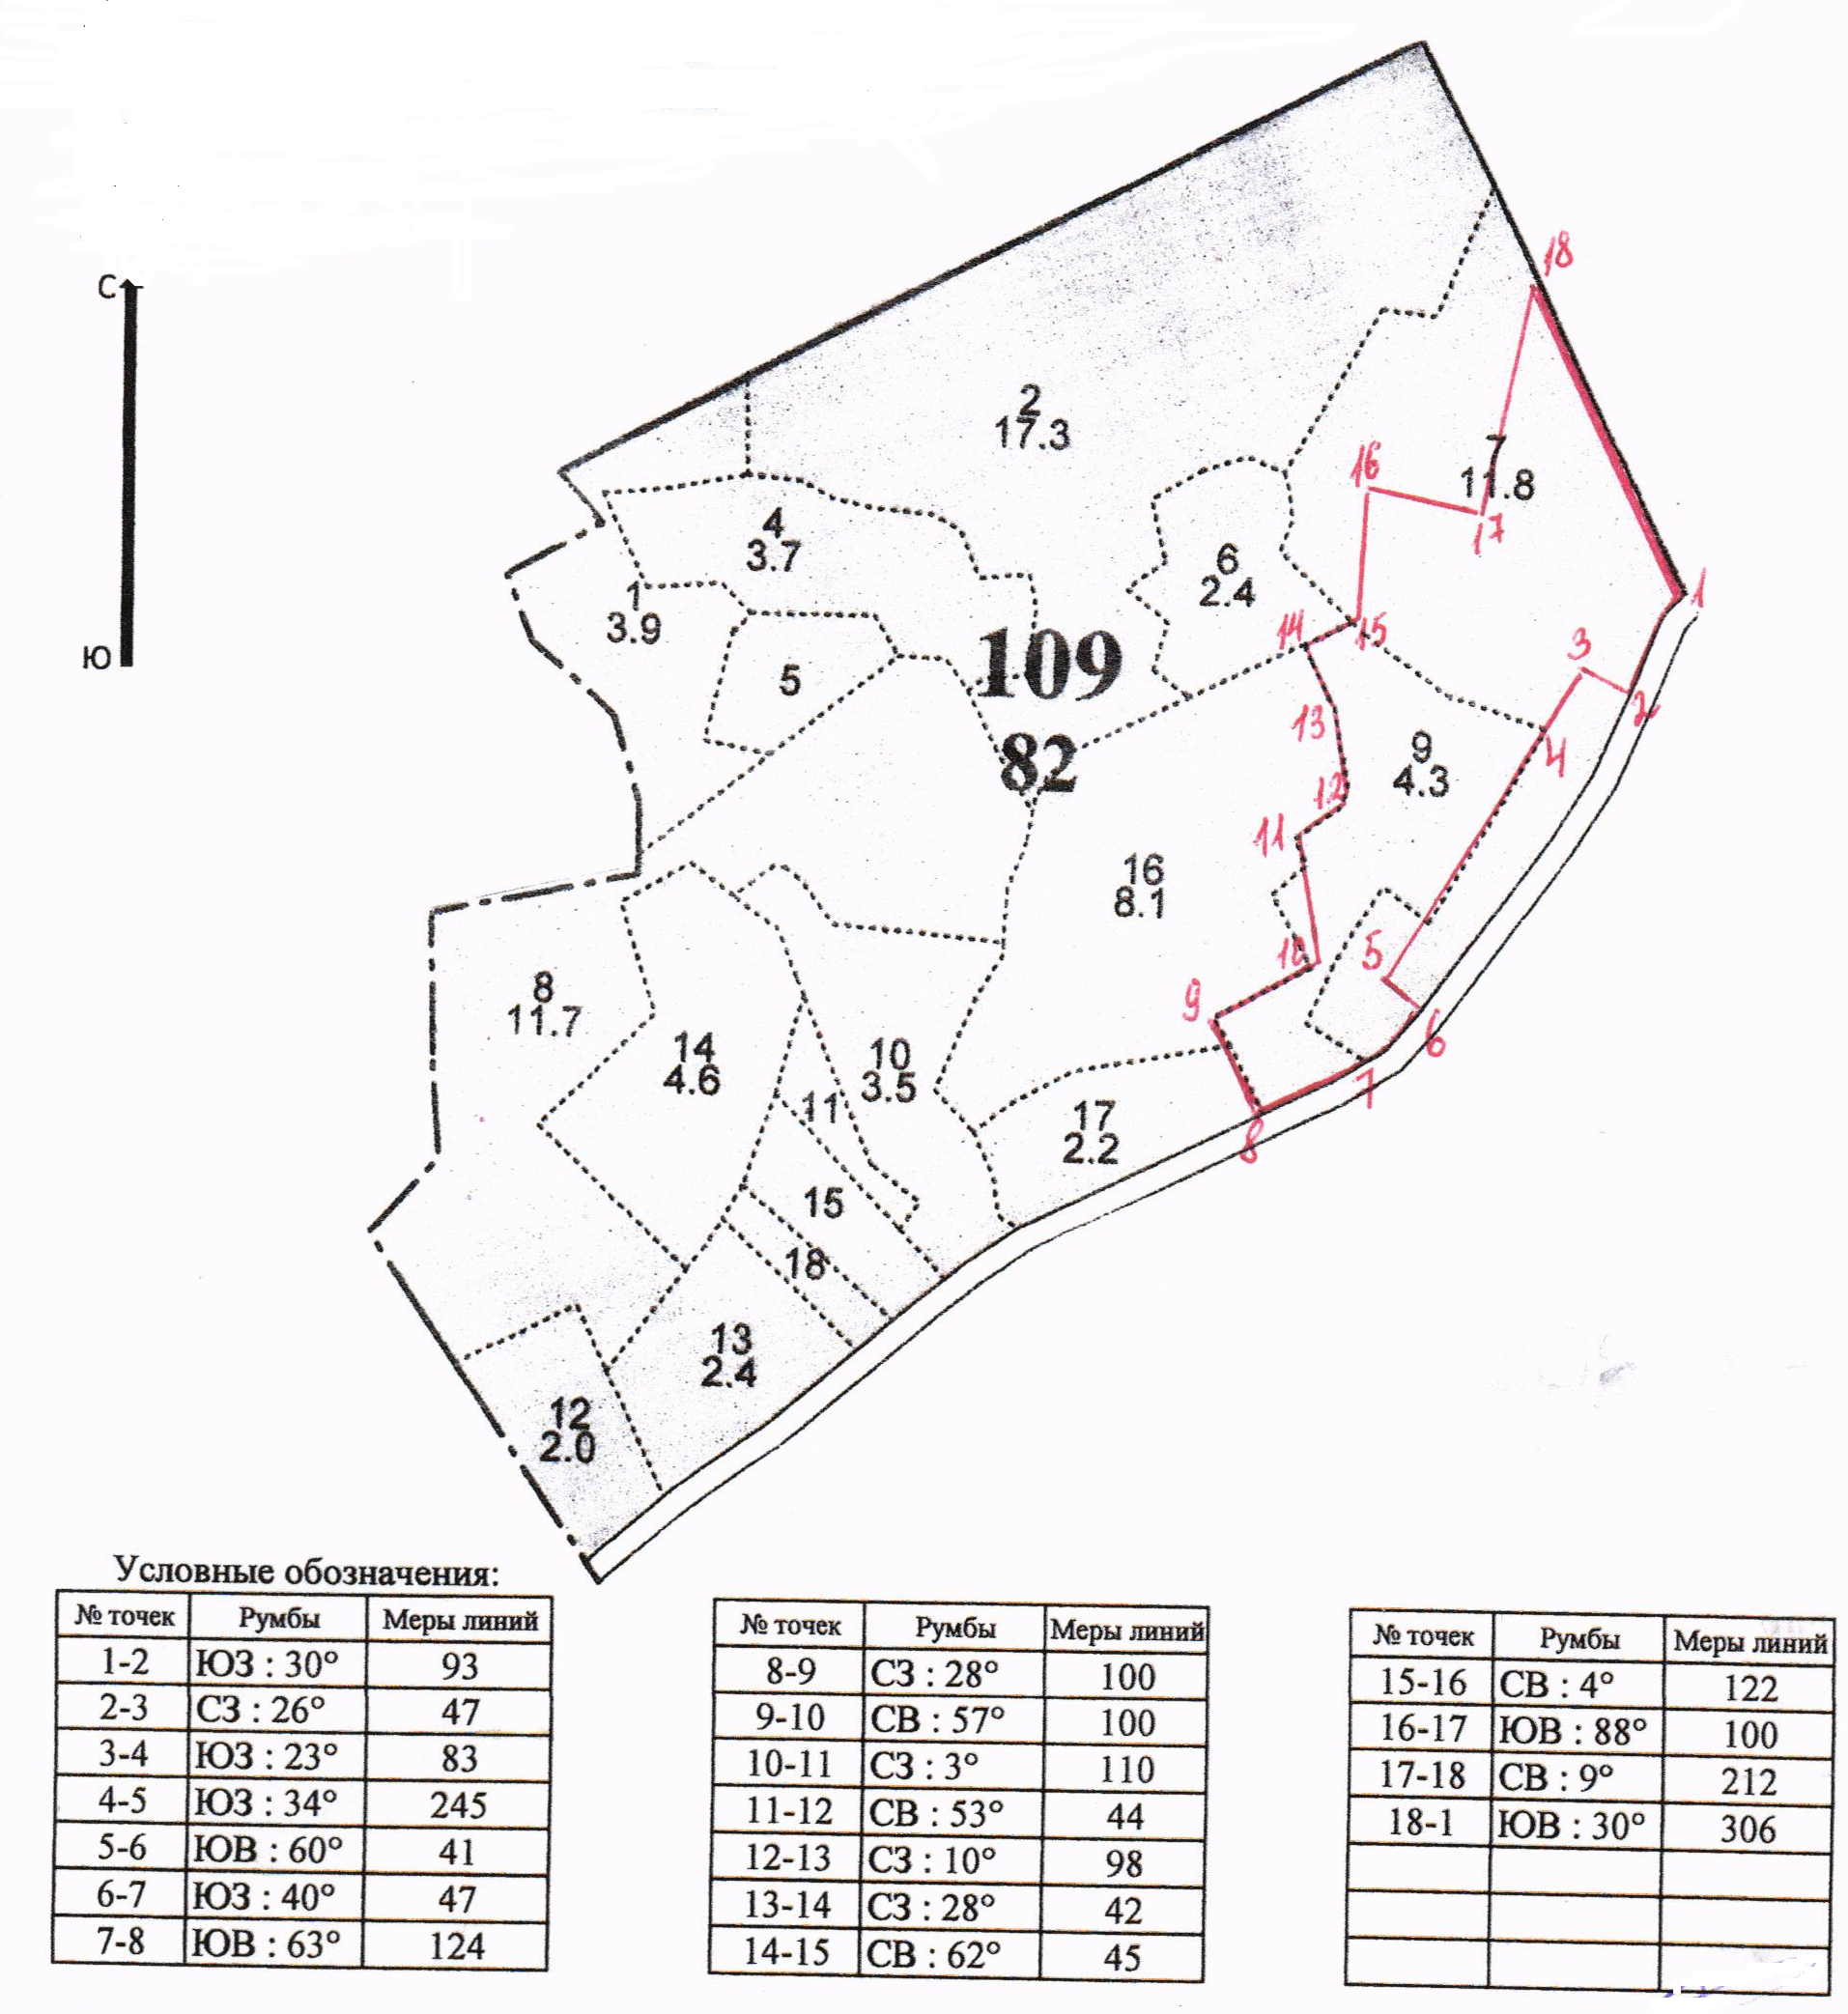 18
С
2
17.3
16
7
11.8
17
4
3.7
6
2.4
1
1
3.9
14
15
3
Ю
109
5
2
13
82
9
4.3
4
12
11
16
8.1
10
5
9
8
11.7
6
14
4.6
10
3.5
7
11
17
2.2
8
15
18
13
2.4
12
2.0
Условные обозначения:
№ точек Румбы Меры линий
1-2 ЮЗ : 30° 93
2-3 СЗ : 26° 47
3-4 ЮЗ : 23° 83
4-5 ЮЗ : 34° 245
5-6 ЮВ : 60° 41
6-7 ЮЗ : 40° 47
7-8 ЮВ : 63° 124
№ точек Румбы Меры линий
8-9 СЗ : 28° 100
9-10 СВ : 57° 100
10-11 СЗ : 3° 110
11-12 СВ : 53° 44
12-13 СЗ : 10° 98
13-14 СЗ : 28° 42
14-15 СВ : 62° 45
№ точек Румбы Меры линий
15-16 СВ : 4° 122
16-17 ЮВ : 88° 100
17-18 СВ : 9° 212
18-1 ЮВ : 30° 306